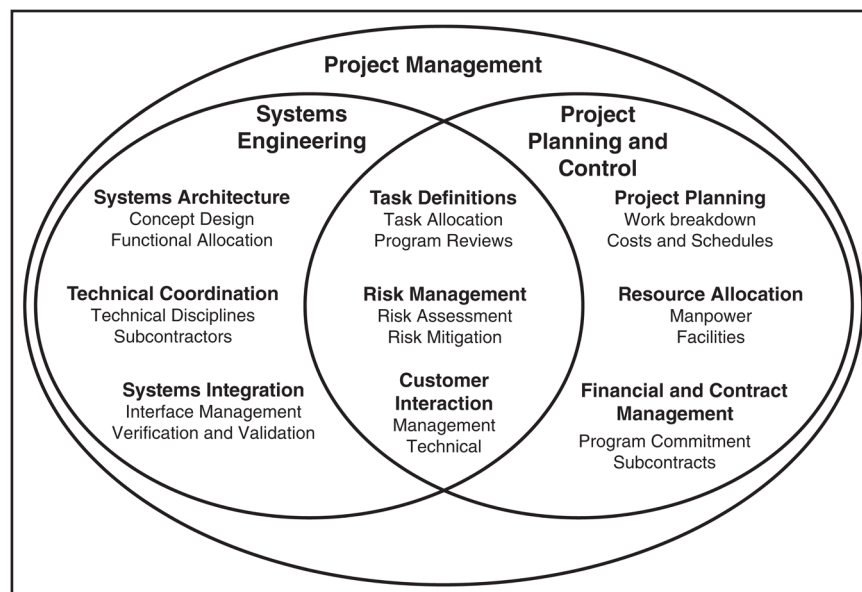 Project Management
Systems
Engineering
Project
Planning and
Control
Systems Architecture
Concept Design
Functional Allocation
Task Definitions
Task Allocation
Program Reviews
Project Planning
Work breakdown
Costs and Schedules
Technical Coordination
Technical Disciplines
Subcontractors
Risk Management
Risk Assessment
Risk Mitigation
Resource Allocation
Manpower
Facilities
Systems Integration
Interface Management
Verification and Validation
Customer
Interaction
Management
Technical
Financial and Contract
Management
Program Commitment
Subcontracts